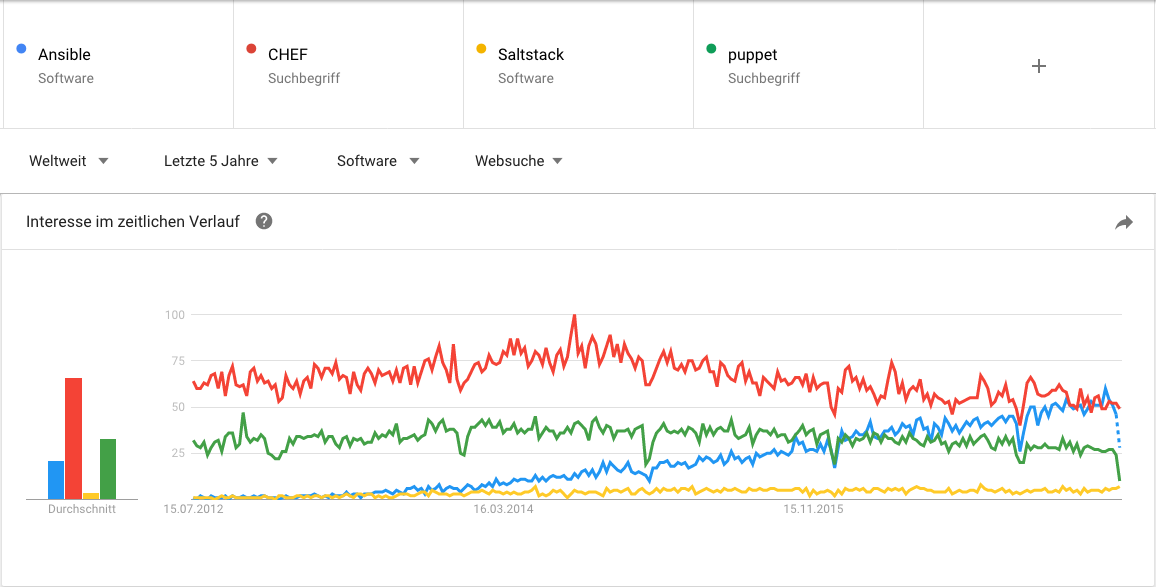 Ansible
Software
CHEF
Suchbegriff
Saltstack
Software
puppet
Suchbegriff
+
Weltweit
Letzte 5 Jahre
Software
Websuche
Interesse im zeitlichen Verlauf ?
100
75
50
25
Durchschnitt
15.07.2012
16.03.2014
15.11.2015